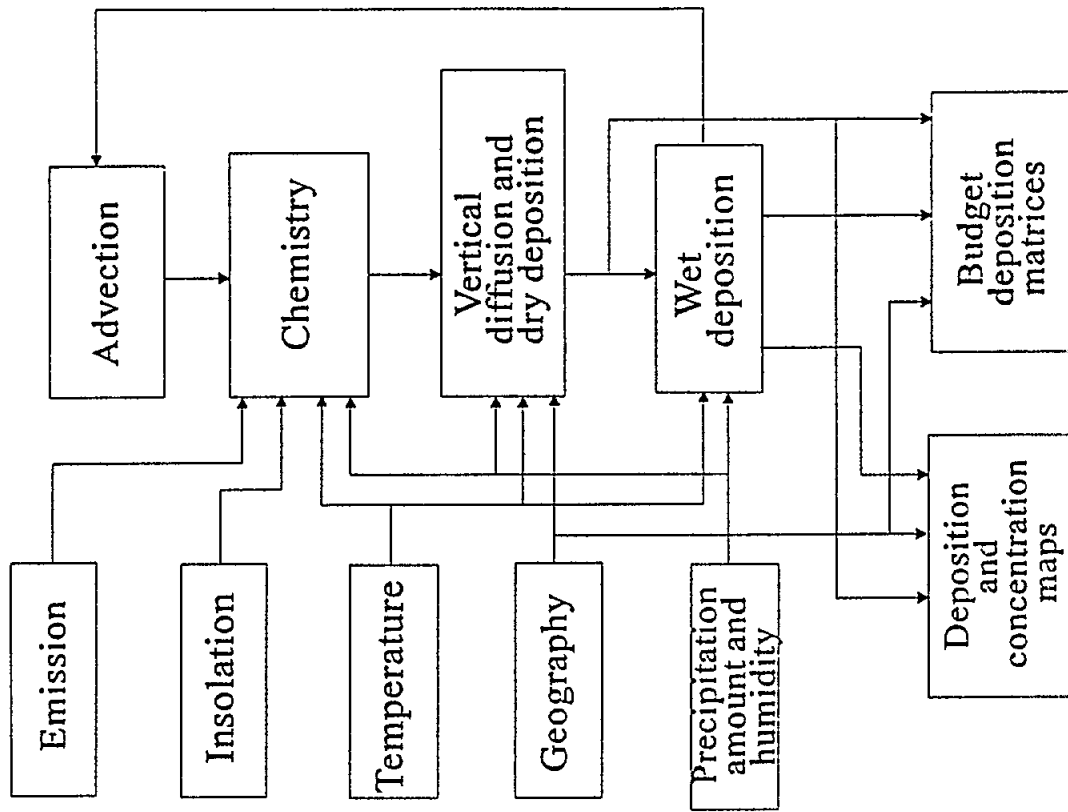 Advection
Chemistry
Vertical
diffusion and
dry deposition
Wet
deposition
Budget
deposition
matrices
Emission
Insolation
Temperature
Geography
Precipitation
amount and
humidity
Deposition
and
concentration
maps